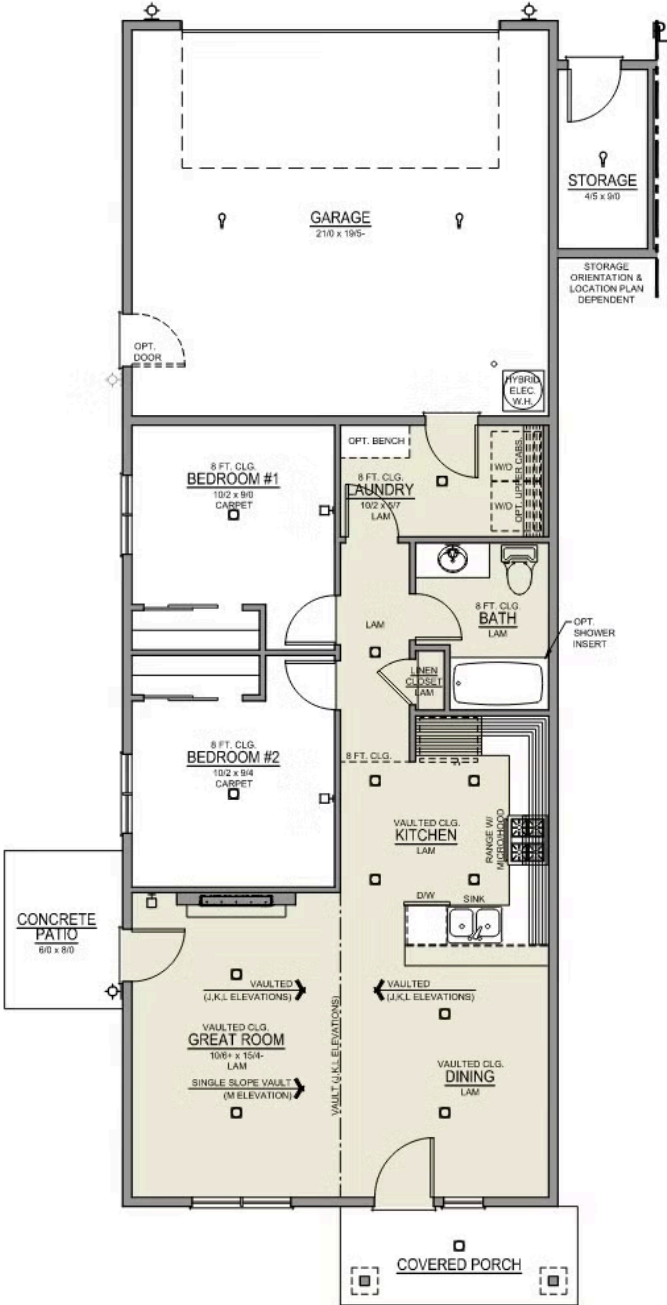 P
STORAGE
4/5 x 9/0
GARAGE
21/0 x 19/5-
STORAGE
ORIENTATION &
LOCATION PLAN
DEPENDENT
OPT.
DOOR
HYBRID
ELEC.
W.H.
8 FT. CLG.
BEDROOM #1
10/2 x 9/0
CARPET
OPT. BENCH
8 FT. CLG.
LAUNDRY
10/2 x 5/7
LAM
W/D
W/D
OPT. UPPER CABS.
LAM
8 FT. CLG.
BATH
LAM
OPT.
SHOWER
INSERT
LINEN
CLOSET
LAM
8 FT. CLG.
BEDROOM #2
10/2 x 9/4
CARPET
8 FT. CLG.
VAULTED CLG.
KITCHEN
LAM
RANGE W/
MICRO/HOOD
D/W
SINK
CONCRETE
PATIO
6/0 x 8/0
VAULTED
(J,K,L ELEVATIONS)
VAULTED
(J,K,L ELEVATIONS)
VAULTED CLG.
GREAT ROOM
10/6+ x 15/4-
LAM
SINGLE SLOPE VAULT
(M ELEVATION)
VAULT (J,K,L ELEVATIONS)
VAULTED CLG.
DINING
LAM
COVERED PORCH